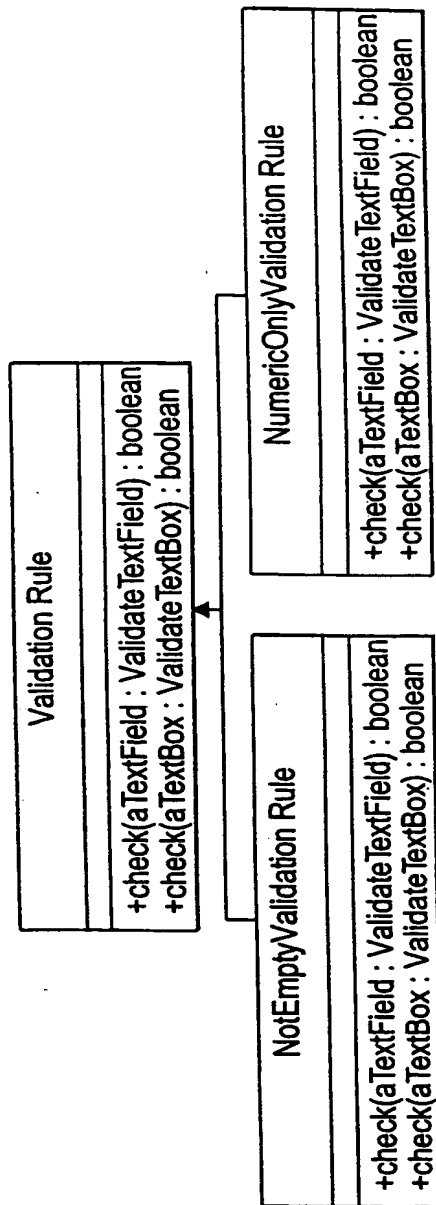 Validation Rule
+check(aTextField : ValidateTextField) : boolean
+check(aTextBox : ValidateTextBox) : boolean
NotEmptyValidation Rule
+check(aTextField : ValidateTextField) : boolean
+check(aTextBox : ValidateTextBox) : boolean
NumericOnlyValidation Rule
+check(aTextField : ValidateTextField) : boolean
+check(aTextBox : ValidateTextBox) : boolean